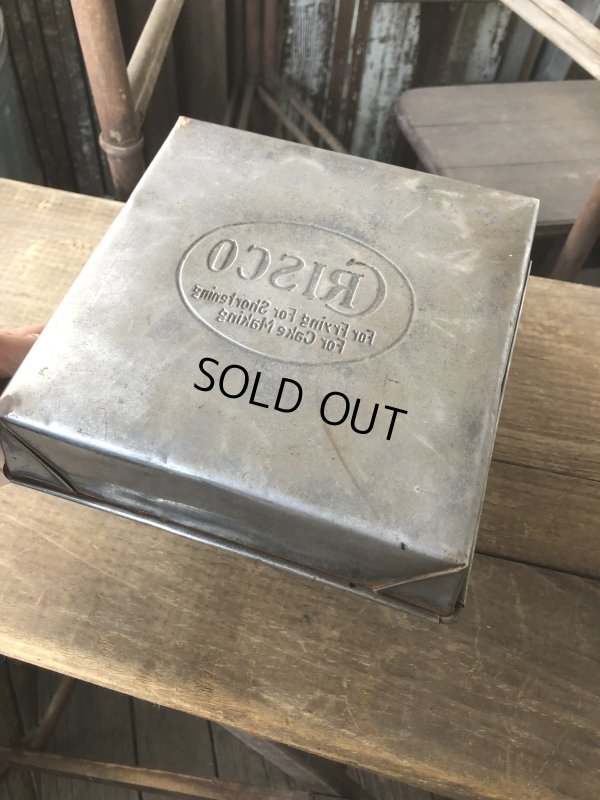 CRISCO
For Frying For Shortening
For Cake Making
SOLD OUT